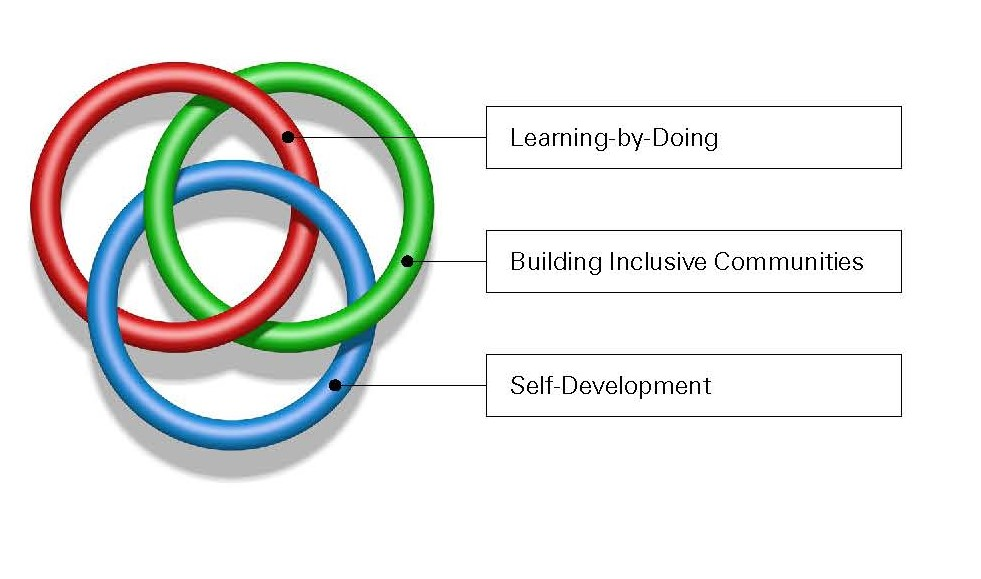 Learning-by-Doing
Building Inclusive Communities
Self-Development